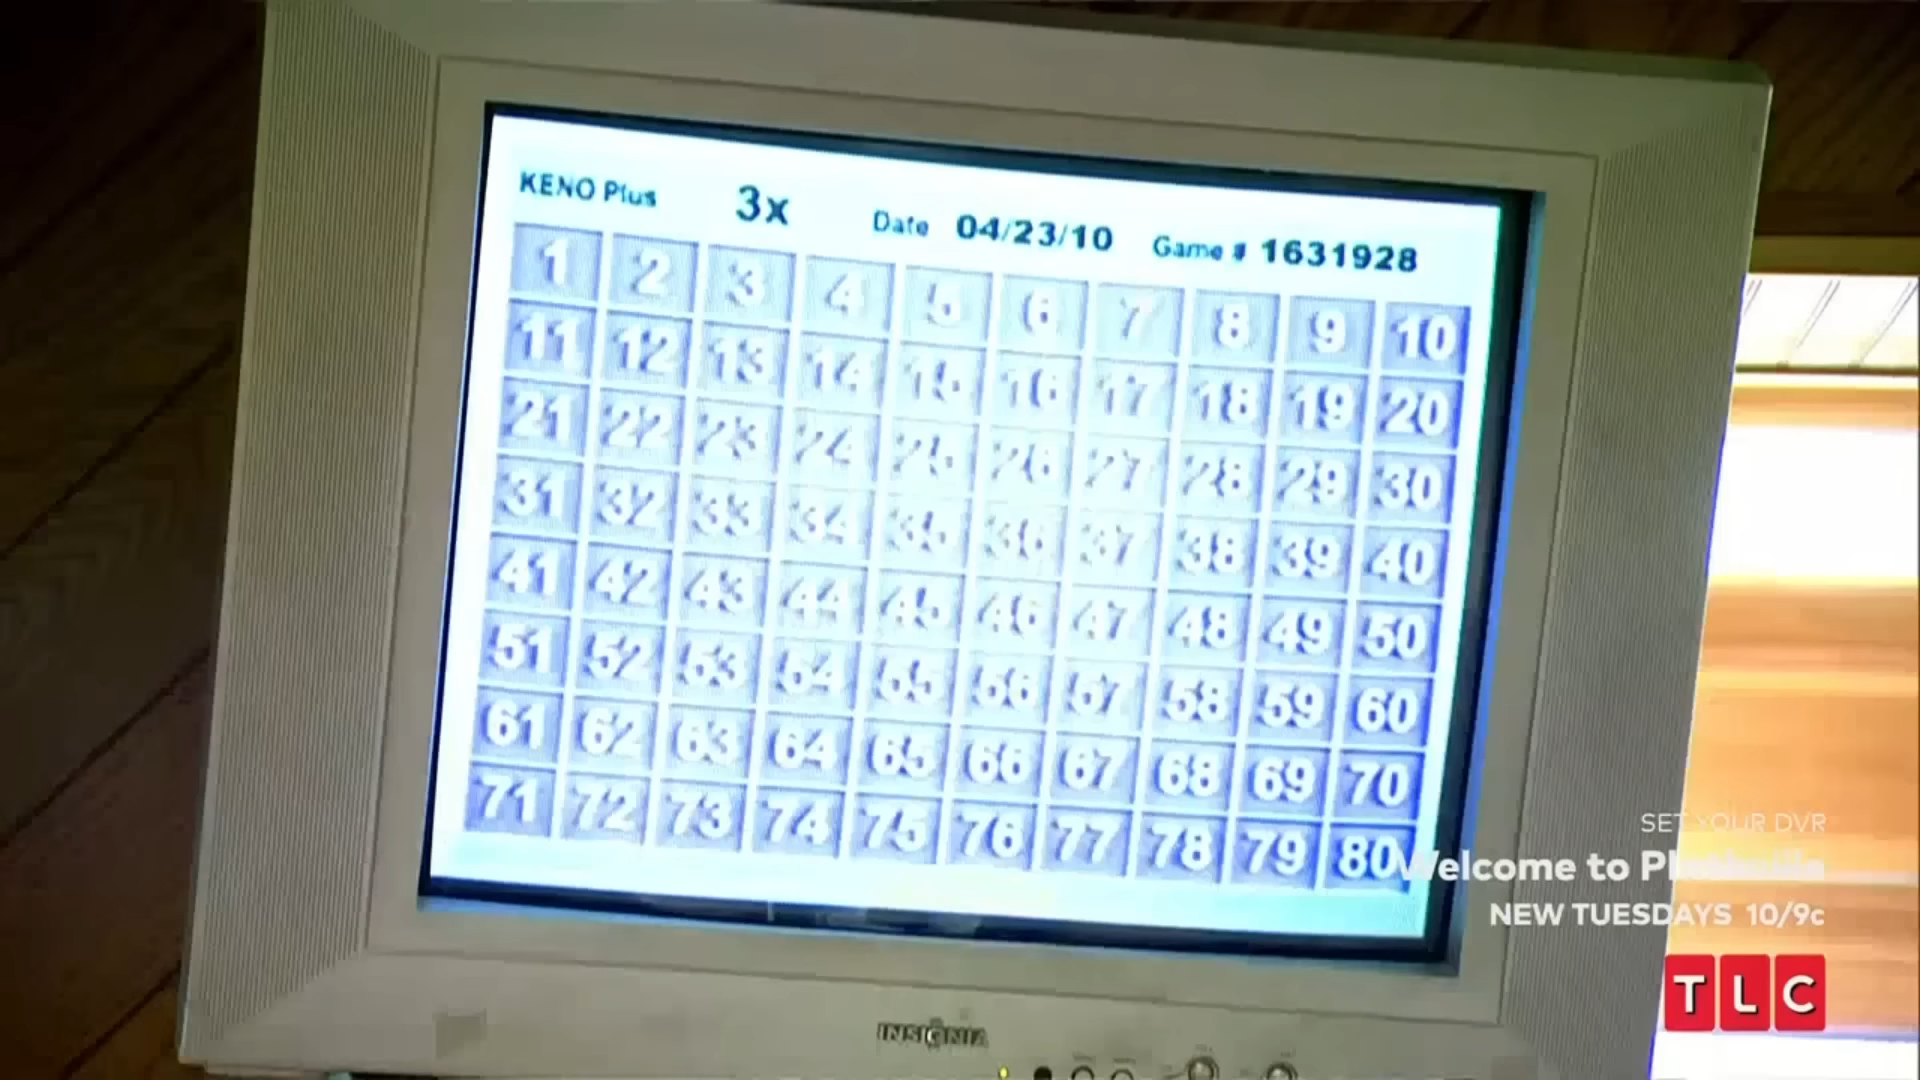 KENO Plus 3x Date 04/23/10 Game # 1631928
1 2 3 4 5 6 7 8 9 10
11 12 13 14 15 16 17 18 19 20
21 22 23 24 25 26 27 28 29 30
31 32 33 34 35 36 37 38 39 40
41 42 43 44 45 46 47 48 49 50
51 52 53 54 55 56 57 58 59 60
61 62 63 64 65 66 67 68 69 70
71 72 73 74 75 76 77 78 79 80
SET YOUR DVR
Welcome to Plathville
NEW TUESDAYS 10/9c
TLC
INSIGNIA